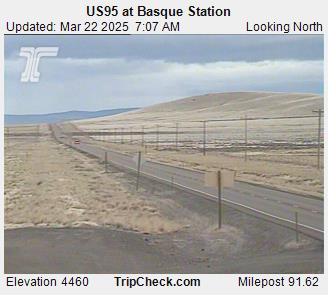 US95 at Basque Station
Updated: Mar 22 2025 7:07 AM Looking North
Elevation 4460 TripCheck.com Milepost 91.62